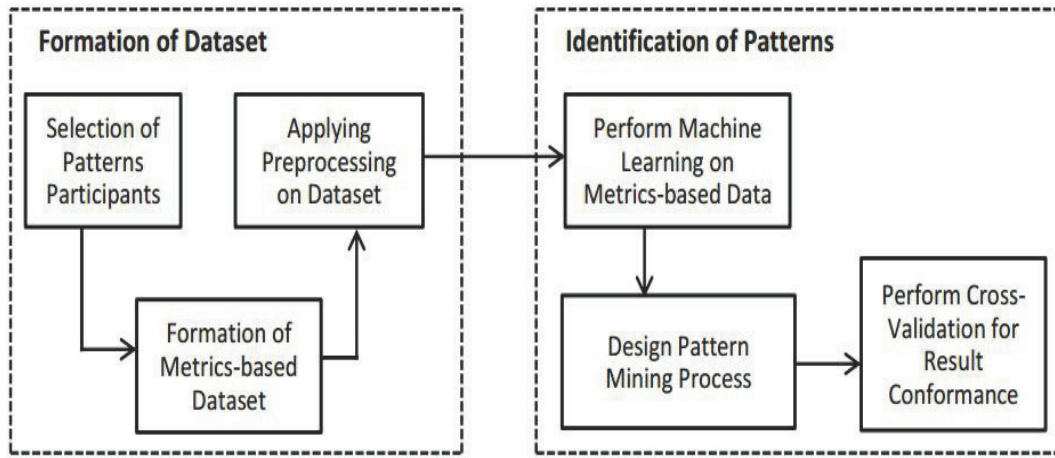 Formation of Dataset
Selection of
Patterns
Participants
Applying
Preprocessing
on Dataset
Formation of
Metrics-based
Dataset
Identification of Patterns
Perform Machine
Learning on
Metrics-based Data
Design Pattern
Mining Process
Perform Cross-
Validation for
Result
Conformance